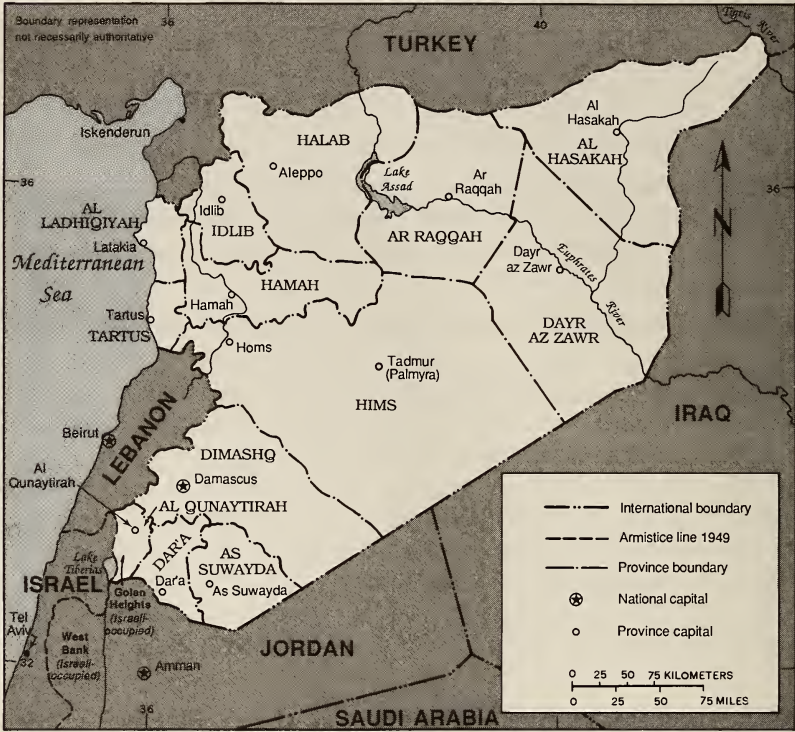 Boundary representation
not necessarily authoritative
36
40
Tigris
River
TURKEY
Iskenderun
HALAB
Aleppo
Al
Hasakah
AL
HASAKAH
36
36
Lake
Assad
Ar
Raqqah
AL
LADHIQIYAH
Idlib
IDLIB
AR RAQQAH
Latakia
Mediterranean
Sea
Dayr
az Zawr
Euphrates
River
N
HAMAH
Hamah
Tartus
TARTUS
DAYR
AZ ZAWR
Homs
Tadmur
(Palmyra)
HIMS
IRAQ
LEBANON
Beirut
DIMASHQ
Al
Qunaytirah
Damascus
AL QUNAYTIRAH
DAR'A
AS
SUWAYDA
Lake
Tiberias
ISRAEL
Golan
Heights
(Israeli-
occupied)
Dar'a
As Suwayda
Tel
Aviv
West
Bank
(Israeli-
occupied)
32
JORDAN
Amman
36
SAUDI ARABIA
International boundary
Armistice line 1949
Province boundary
National capital
Province capital
0 25 50 75 KILOMETERS
0 25 50 75 MILES